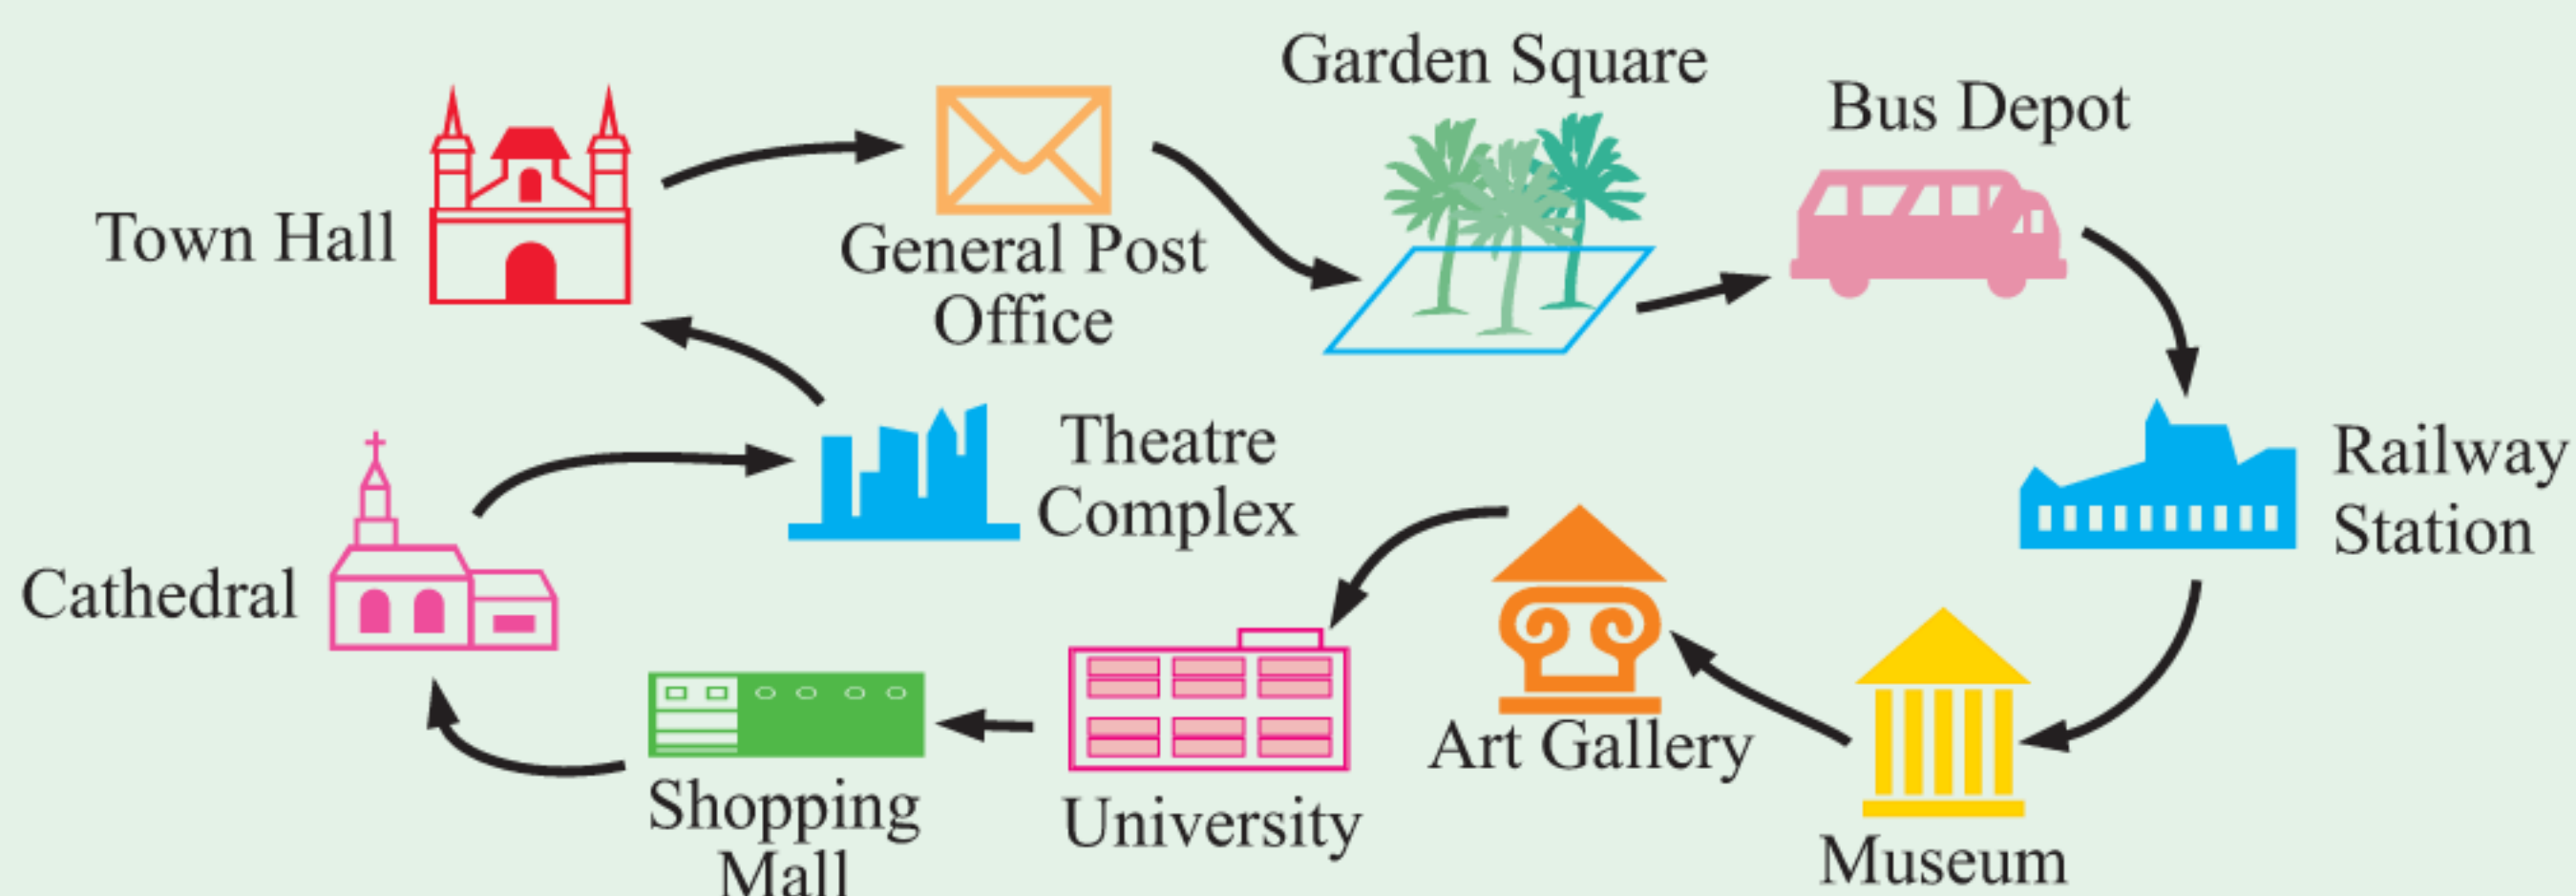 Garden Square
Bus Depot
Town Hall
General Post
Office
Theatre
Complex
Railway
Station
Cathedral
Art Gallery
Shopping
Mall
University
Museum